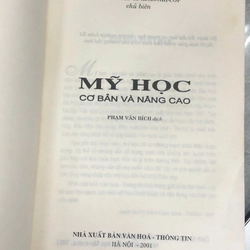 chủ biên
MỸ HỌC
CƠ BẢN VÀ NÂNG CAO
PHẠM VĂN BÍCH dịch
NHÀ XUẤT BẢN VĂN HOÁ - THÔNG TIN
HÀ NỘI - 2001